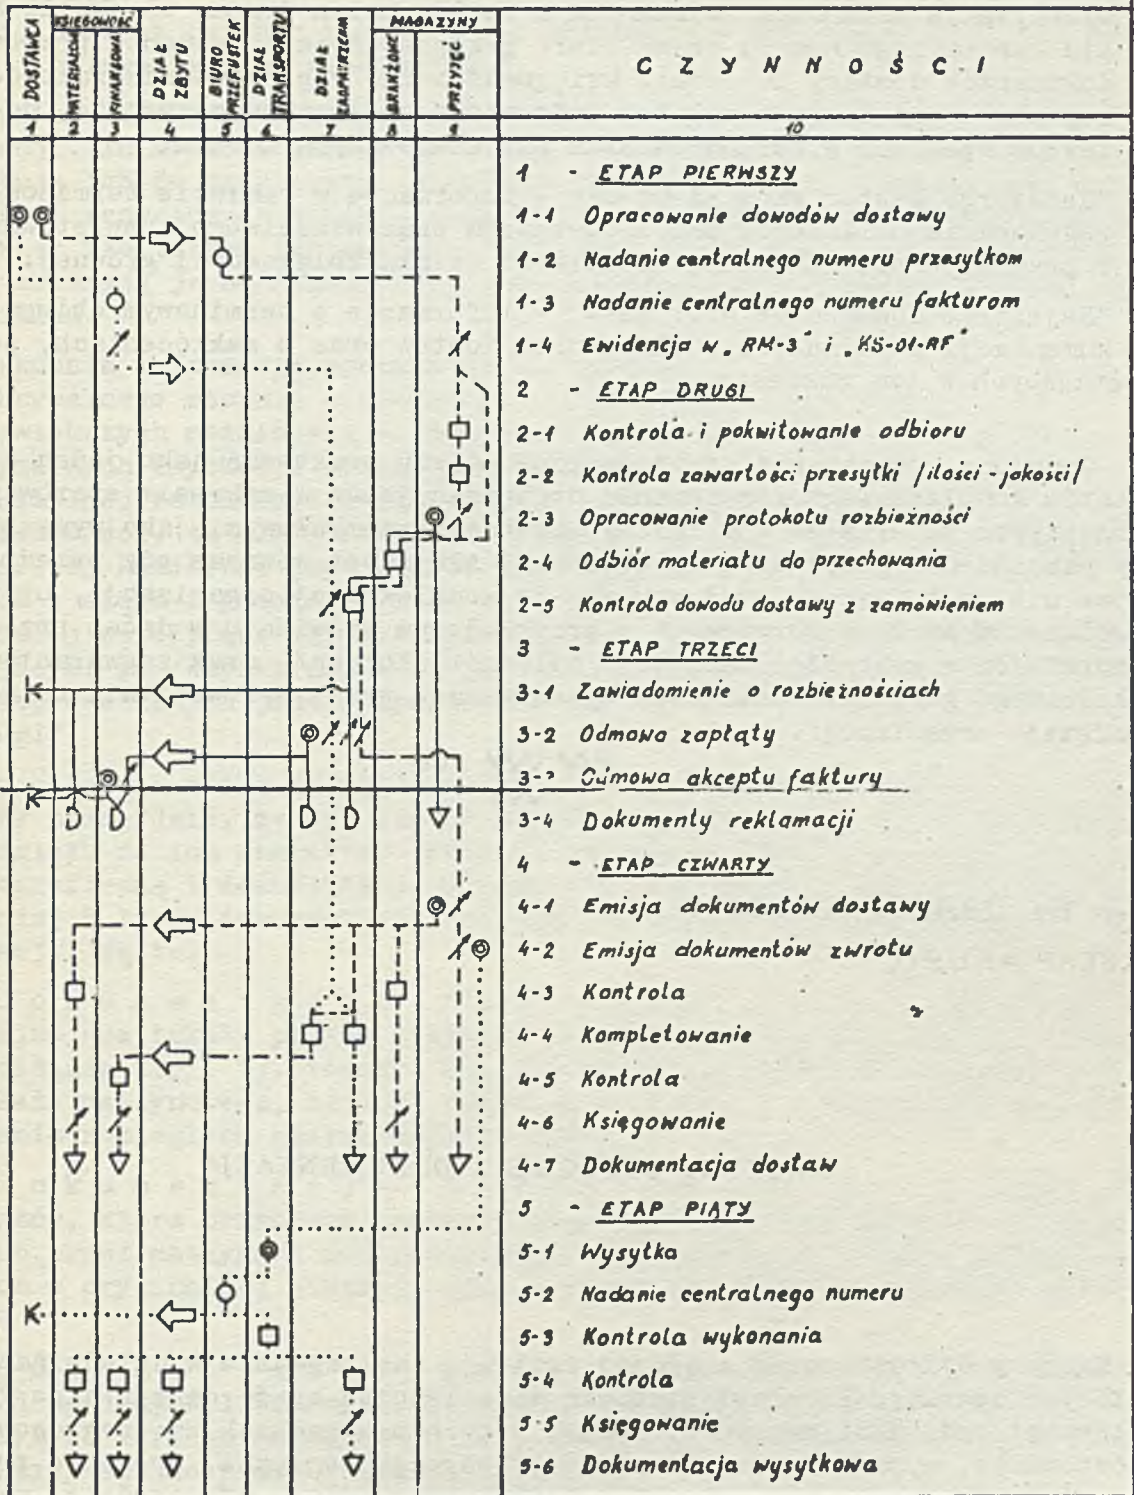 DOSTAWCA
KSIĘGOWOŚĆ
MATERIAŁOWA
FINANSOWA
DZIAŁ ZBYTU
BIURO PRZEPUSTEK
DZIAŁ TRANSPORTU
DZIAŁ ZAOPATRZENIA
MAGAZYNY
BRANŻOWE
PRZYJĘĆ
CZYNNOŚCI
1 2 3 4 5 6 7 8 9 10
1 - ETAP PIERWSZY
1-1 Opracowanie dowodów dostawy
1-2 Nadanie centralnego numeru przesyłkom
1-3 Nadanie centralnego numeru fakturom
1-4 Ewidencja w „RM-3" i „KS-01-RF"
2 - ETAP DRUGI
2-1 Kontrola i pokwitowanie odbioru
2-2 Kontrola zawartości przesyłki /ilości - jakości/
2-3 Opracowanie protokołu rozbieżności
2-4 Odbiór materiału do przechowania
2-5 Kontrola dowodu dostawy z zamówieniem
3 - ETAP TRZECI
3-1 Zawiadomienie o rozbieżnościach
3-2 Odmowa zapłaty
3-? Odmowa akceptu faktury
3-4 Dokumenty reklamacji
4 - ETAP CZWARTY
4-1 Emisja dokumentów dostawy
4-2 Emisja dokumentów zwrotu
4-3 Kontrola
4-4 Kompletowanie
4-5 Kontrola
4-6 Księgowanie
4-7 Dokumentacja dostaw
5 - ETAP PIĄTY
5-1 Wysyłka
5-2 Nadanie centralnego numeru
5-3 Kontrola wykonania
5-4 Kontrola
5-5 Księgowanie
5-6 Dokumentacja wysyłkowa